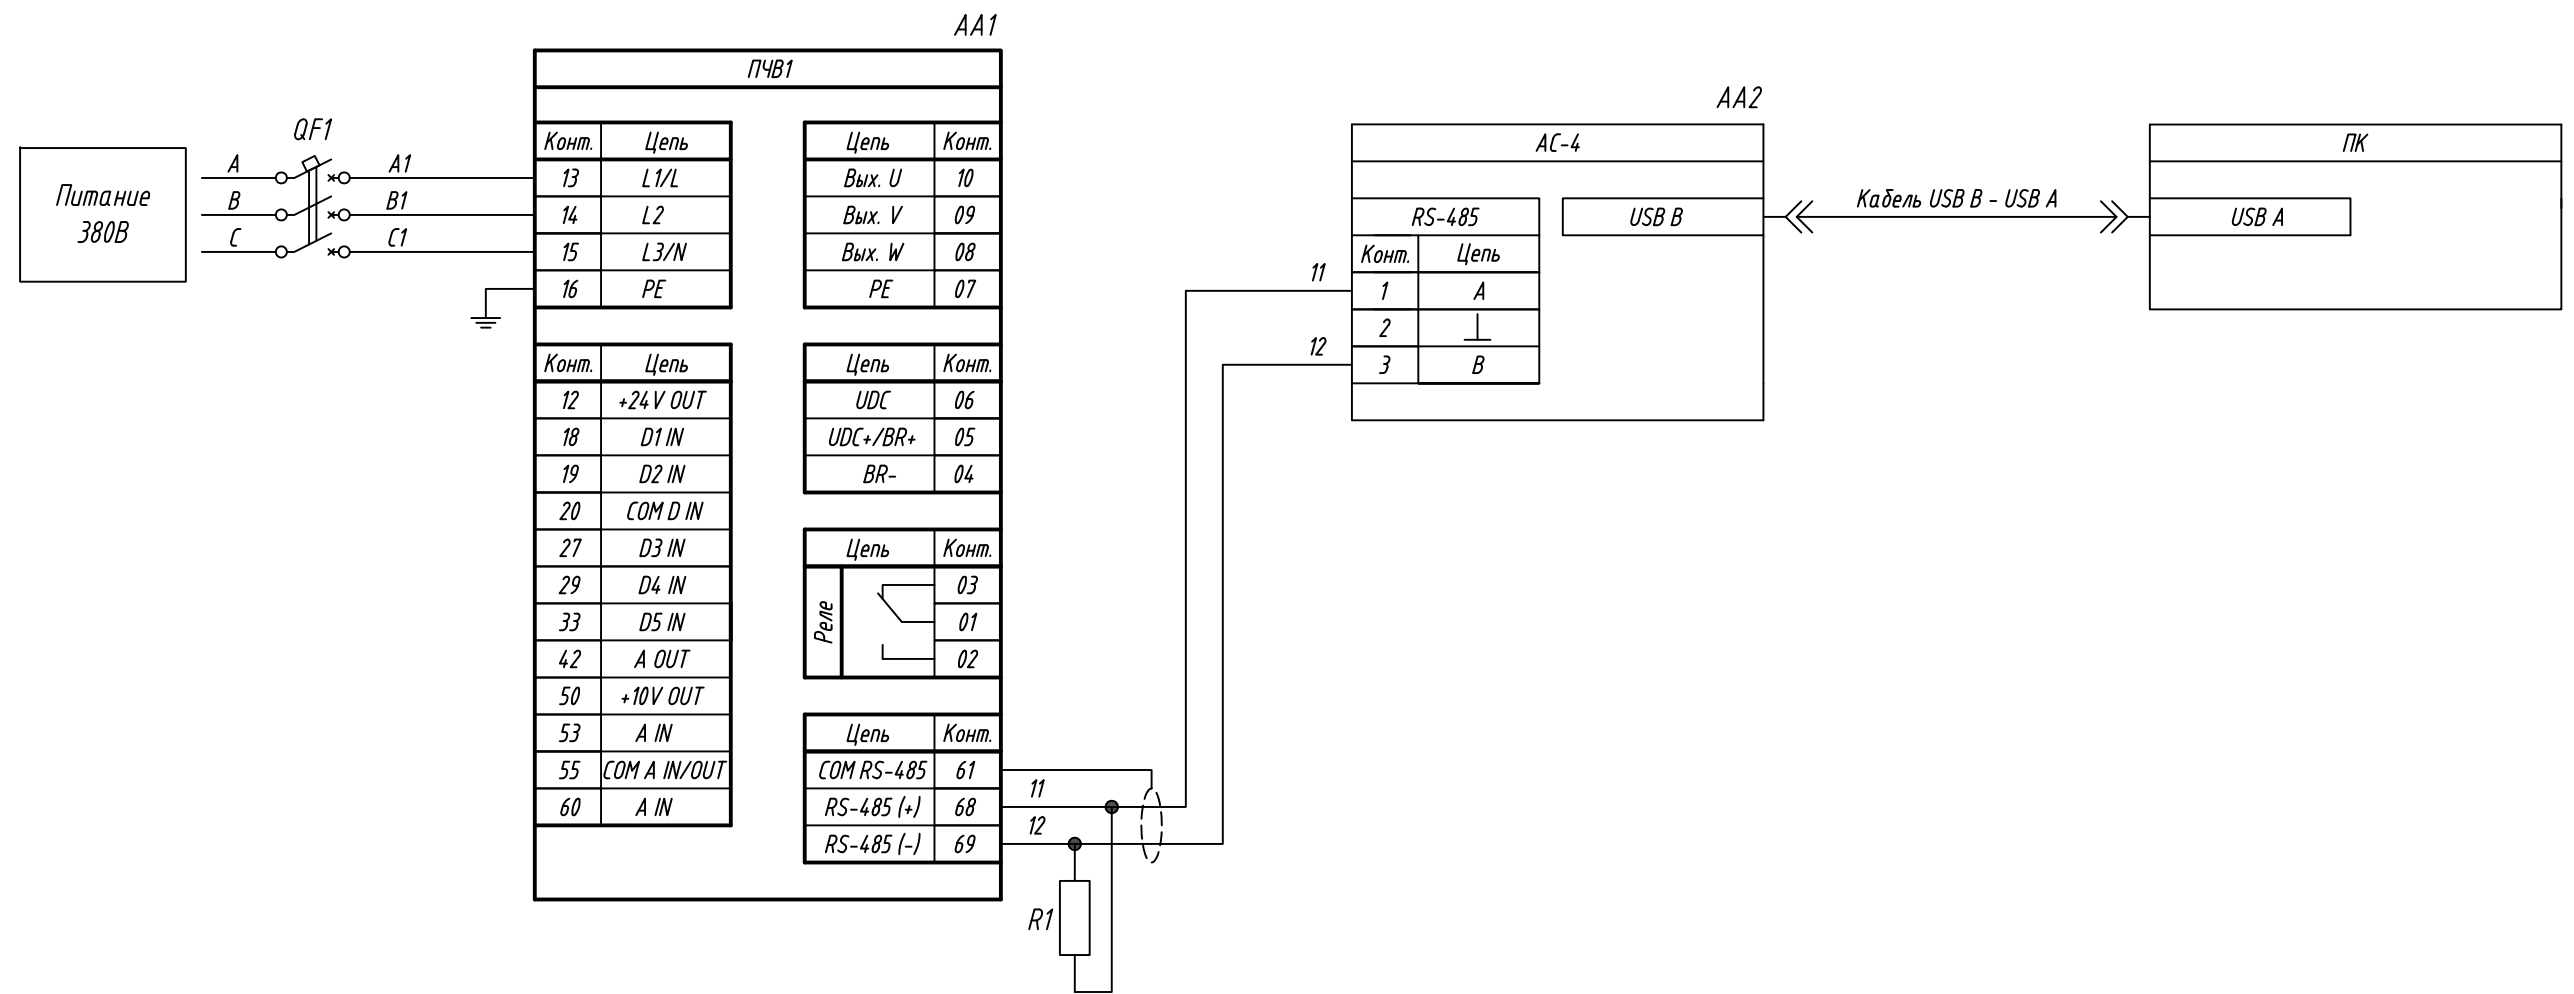 AA1
ПЧВ1
QF1
Питание
380В
A
B
C
A1
B1
C1
Конт. Цепь
13 L1/L
14 L2
15 L3/N
16 PE
Цепь Конт.
Вых. U 10
Вых. V 09
Вых. W 08
PE 07
Конт. Цепь
12 +24V OUT
18 D1 IN
19 D2 IN
20 COM D IN
27 D3 IN
29 D4 IN
33 D5 IN
42 A OUT
50 +10V OUT
53 A IN
55 COM A IN/OUT
60 A IN
Цепь Конт.
UDC 06
UDC+/BR+ 05
BR- 04
Цепь Конт.
Реле
03
01
02
Цепь Конт.
COM RS-485 61
RS-485 (+) 68
RS-485 (-) 69
11
12
R1
AA2
АС-4
RS-485
Конт. Цепь
1 A
2
3 B
11
12
USB B
Кабель USB B - USB A
ПК
USB A